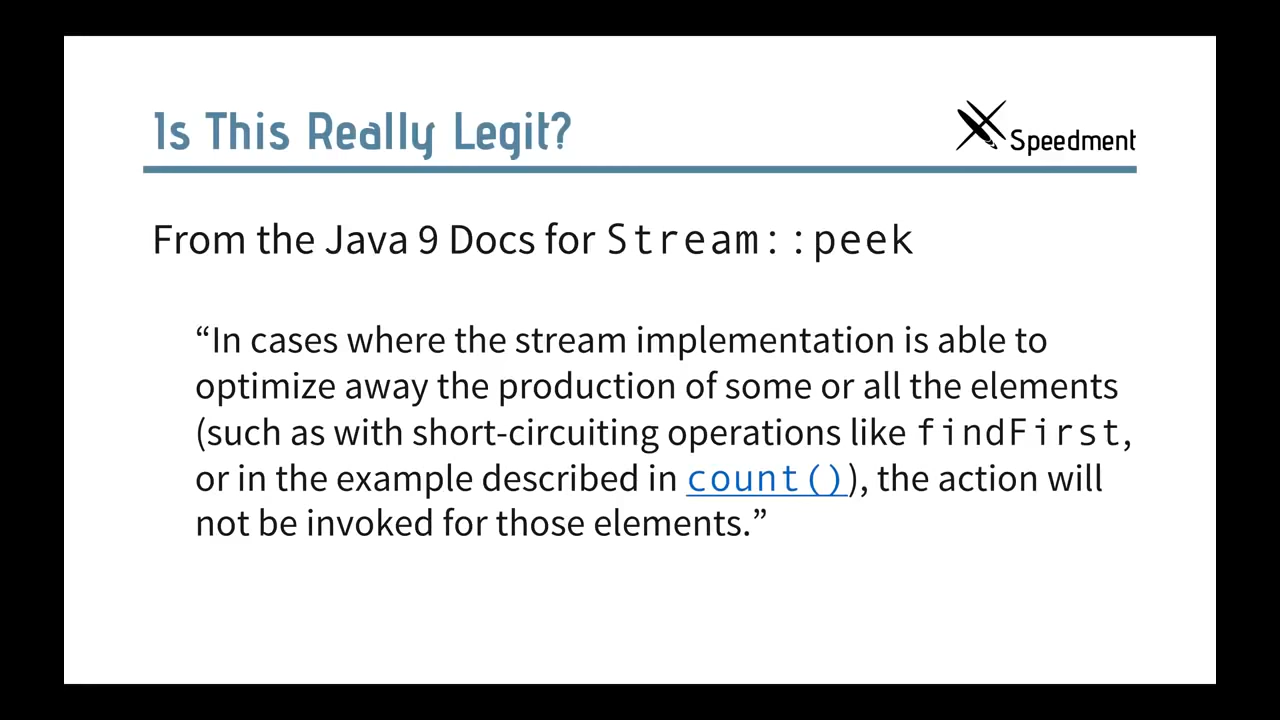 Is This Really Legit?
Speedment
From the Java 9 Docs for Stream::peek
“In cases where the stream implementation is able to
optimize away the production of some or all the elements
(such as with short-circuiting operations like findFirst,
or in the example described in count()), the action will
not be invoked for those elements.”